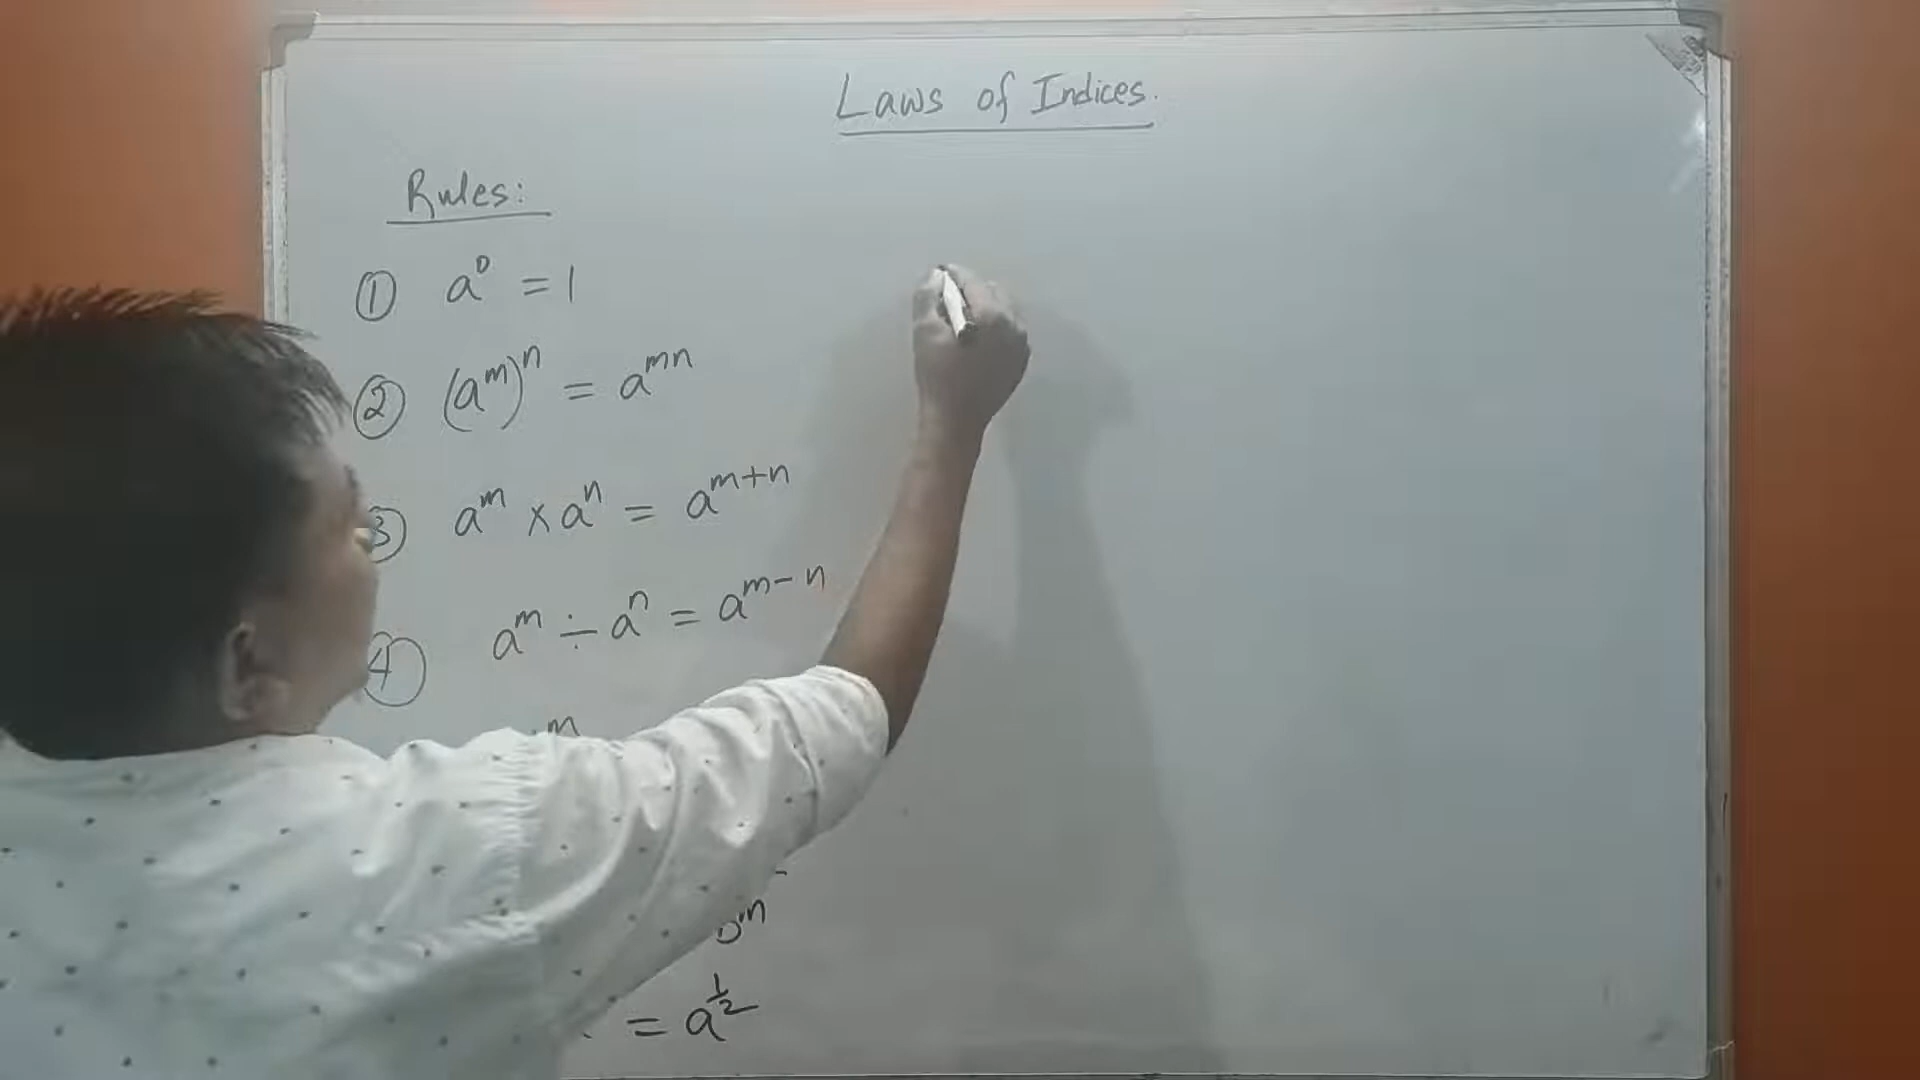 Laws of Indices.
Rules:
① a⁰ = 1
② (aᵐ)ⁿ = aᵐⁿ
③ aᵐ × aⁿ = aᵐ⁺ⁿ
④ aᵐ ÷ aⁿ = aᵐ⁻ⁿ
m
bᵐ
= a^½